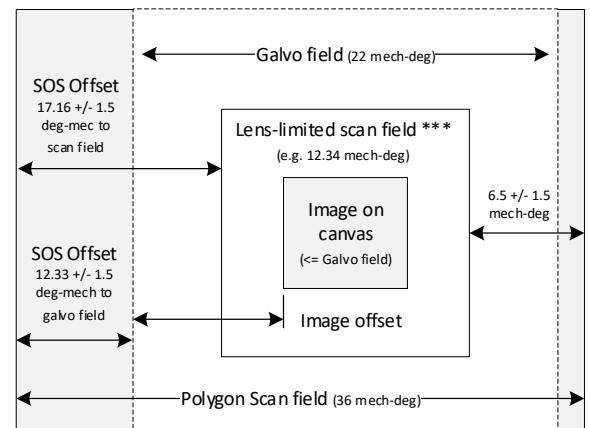 Galvo field (22 mech-deg)
SOS Offset
17.16 +/- 1.5
deg-mec to
scan field
Lens-limited scan field ***
(e.g. 12.34 mech-deg)
Image on
canvas
(<= Galvo field)
6.5 +/- 1.5
mech-deg
SOS Offset
12.33 +/- 1.5
deg-mech to
galvo field
Image offset
Polygon Scan field (36 mech-deg)